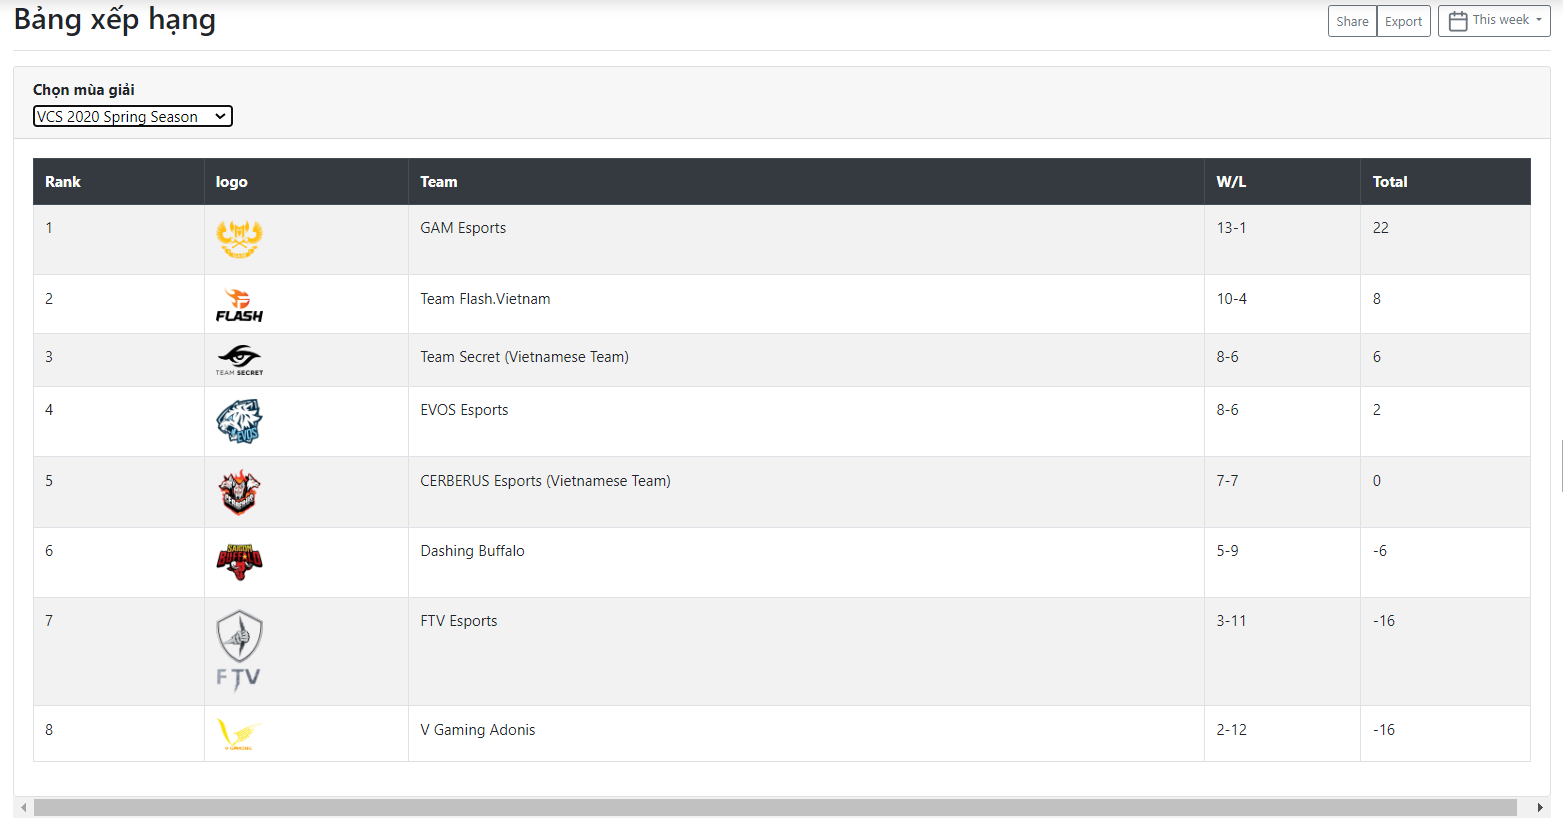 Bảng xếp hạng
Share Export This week
Chọn mùa giải
VCS 2020 Spring Season
Rank logo Team W/L Total
1 GAM Esports 13-1 22
2 FLASH Team Flash.Vietnam 10-4 8
3 TEAM SECRET Team Secret (Vietnamese Team) 8-6 6
4 EVOS EVOS Esports 8-6 2
5 CERBERUS CERBERUS Esports (Vietnamese Team) 7-7 0
6 BUFFALO Dashing Buffalo 5-9 -6
7 FTV FTV Esports 3-11 -16
8 V GAMING V Gaming Adonis 2-12 -16